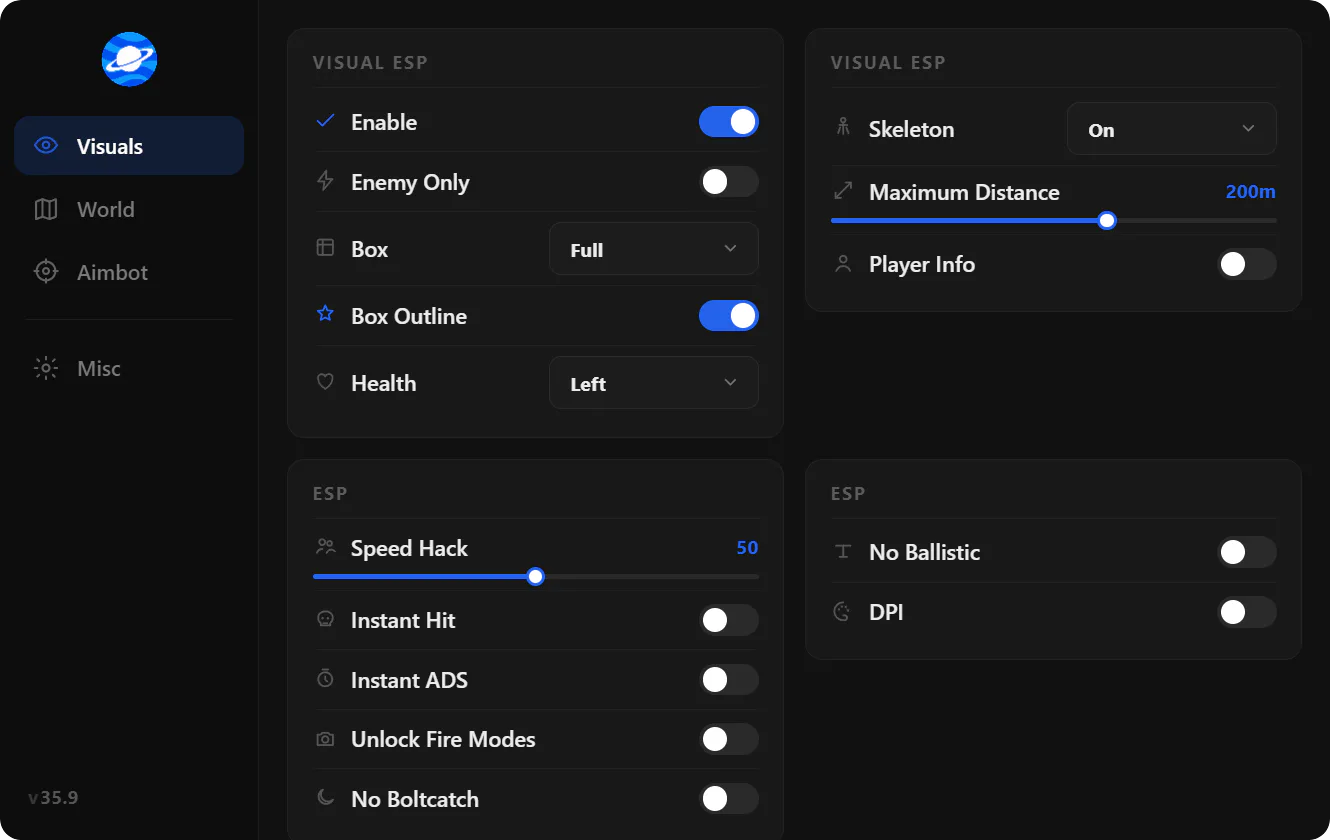 Visuals
World
Aimbot
Misc
v35.9
VISUAL ESP
Enable
Enemy Only
Box Full
Box Outline
Health Left
VISUAL ESP
Skeleton On
Maximum Distance 200m
Player Info
ESP
Speed Hack 50
Instant Hit
Instant ADS
Unlock Fire Modes
No Boltcatch
ESP
No Ballistic
DPI